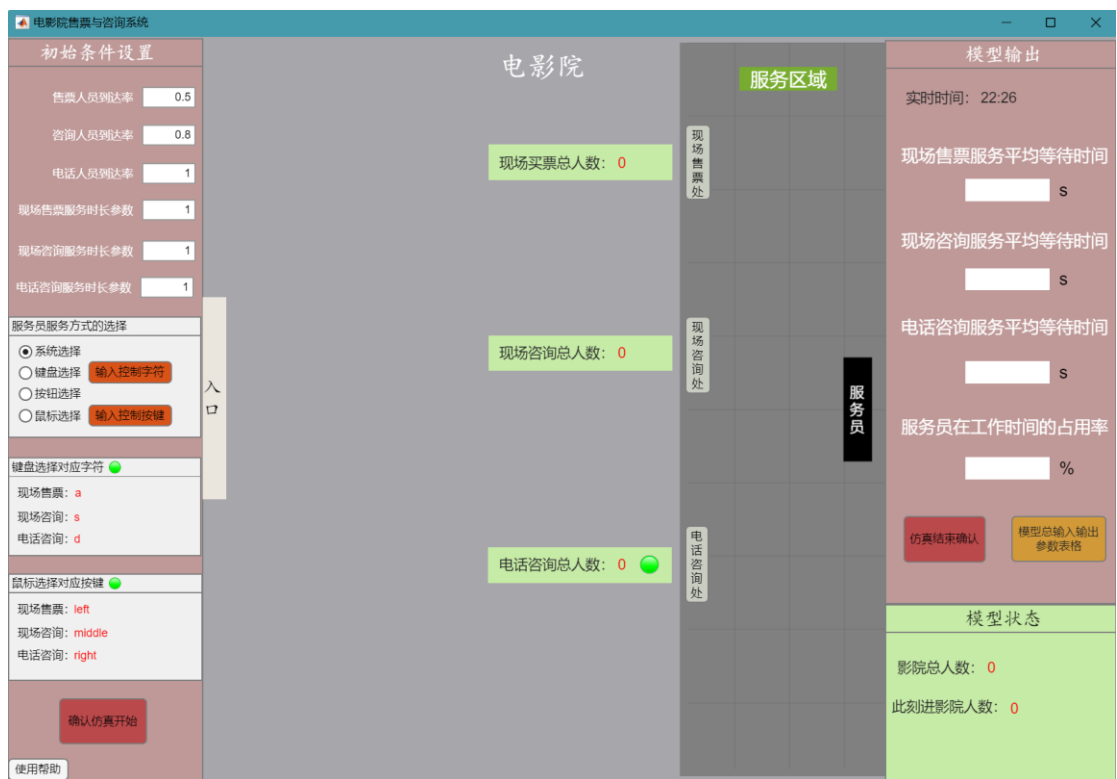 电影院售票与咨询系统
初始条件设置
售票人员到达率 0.5
咨询人员到达率 0.8
电话人员到达率 1
现场售票服务时长参数 1
现场咨询服务时长参数 1
电话咨询服务时长参数 1
服务员服务方式的选择
系统选择
键盘选择 输入控制字符
按钮选择
鼠标选择 输入控制按键
键盘选择对应字符
现场售票：a
现场咨询：s
电话咨询：d
鼠标选择对应按键
现场售票：left
现场咨询：middle
电话咨询：right
确认仿真开始
使用帮助
入口
电影院
现场买票总人数：0
现场咨询总人数：0
电话咨询总人数：0
服务区域
现场售票处
现场咨询处
电话咨询处
服务员
模型输出
实时时间：22:26
现场售票服务平均等待时间
s
现场咨询服务平均等待时间
s
电话咨询服务平均等待时间
s
服务员在工作时间的占用率
%
仿真结束确认
模型总输入输出
参数表格
模型状态
影院总人数：0
此刻进影院人数：0